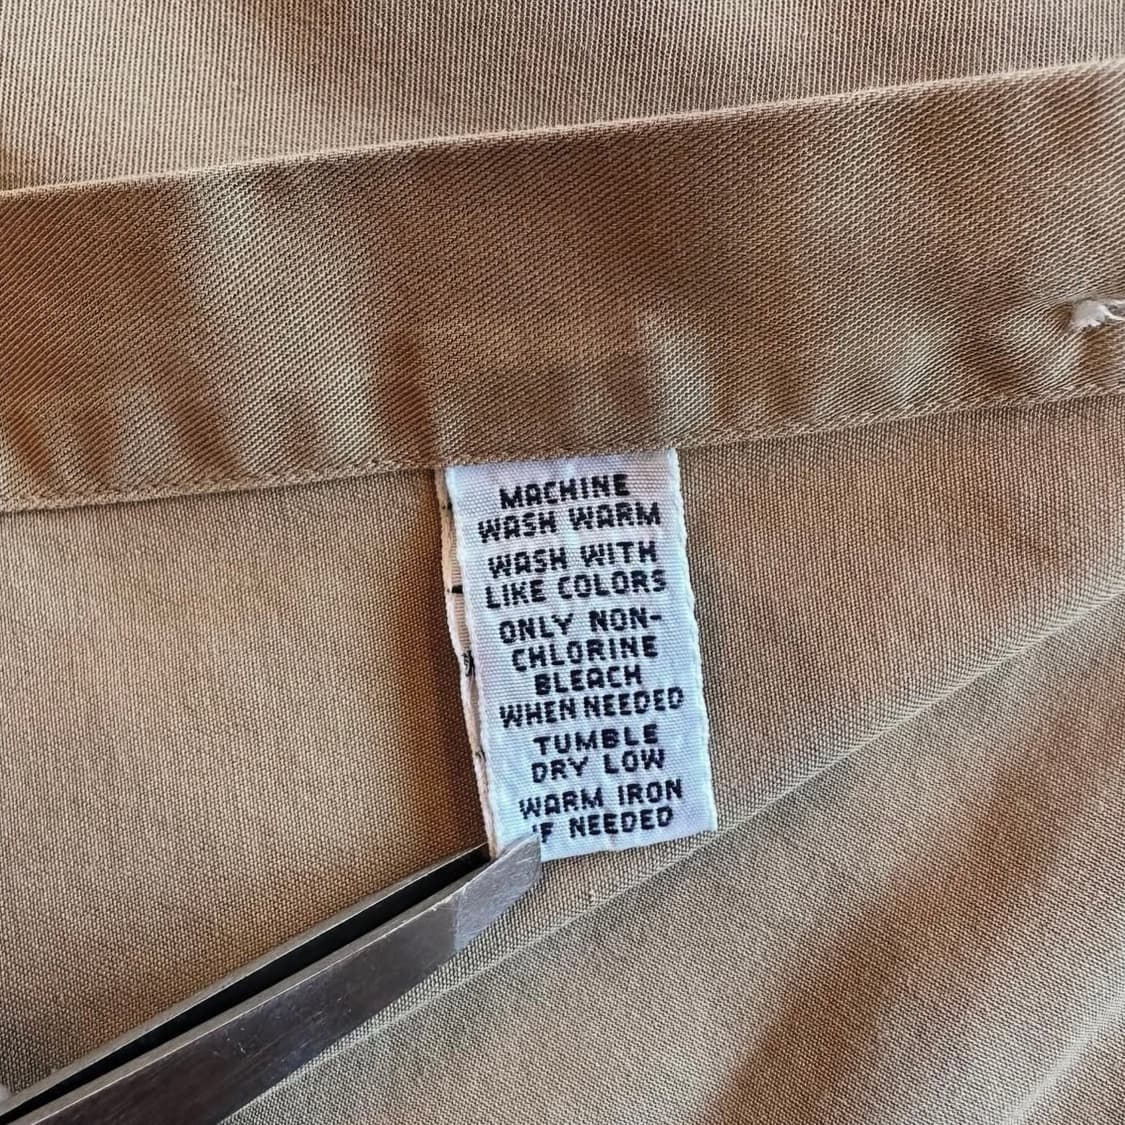 MACHINE
WASH WARM
WASH WITH
LIKE COLORS
ONLY NON-
CHLORINE
BLEACH
WHEN NEEDED
TUMBLE
DRY LOW
WARM IRON
IF NEEDED